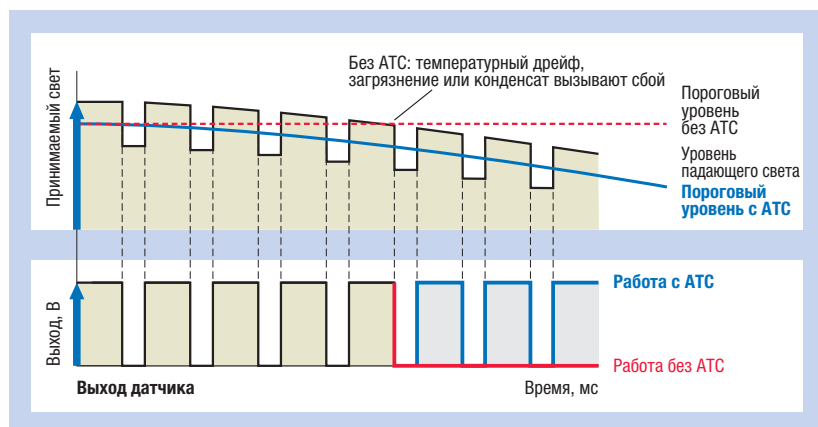 Принимаемый свет
Без АТС: температурный дрейф,
загрязнение или конденсат вызывают сбой
Пороговый
уровень
без АТС
Уровень
падающего света
Пороговый
уровень с АТС
Выход, В
Работа с АТС
Работа без АТС
Выход датчика
Время, мс